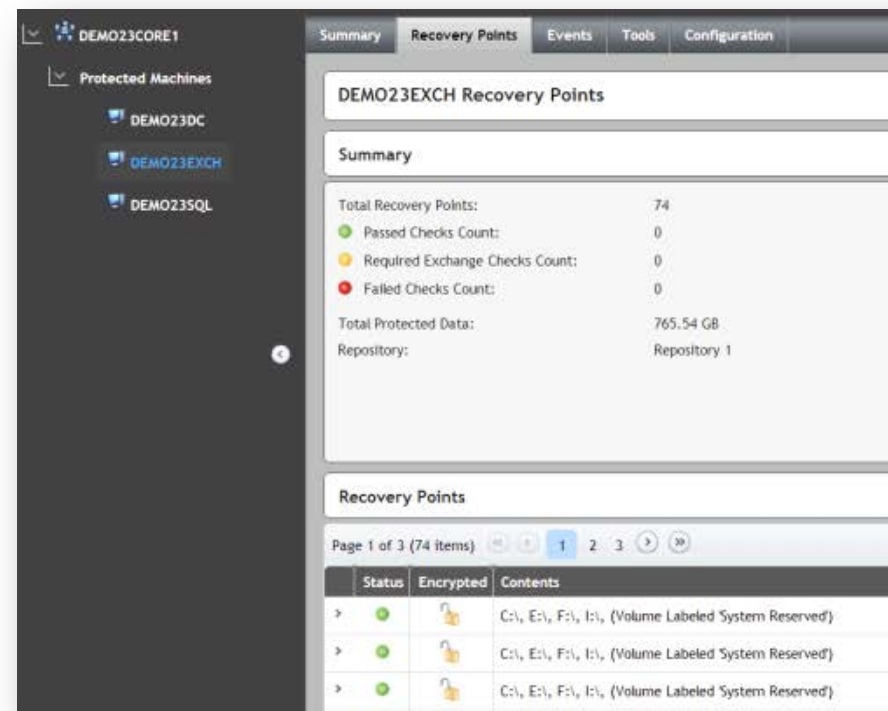 DEMO23CORE1
Protected Machines
DEMO23DC
DEMO23EXCH
DEMO23SQL
Summary Recovery Points Events Tools Configuration
DEMO23EXCH Recovery Points
Summary
Total Recovery Points: 74
Passed Checks Count: 0
Required Exchange Checks Count: 0
Failed Checks Count: 0
Total Protected Data: 765.54 GB
Repository: Repository 1
Recovery Points
Page 1 of 3 (74 items) 1 2 3
Status Encrypted Contents
C:\, E:\, F:\, I:\, (Volume Labeled 'System Reserved')
C:\, E:\, F:\, I:\, (Volume Labeled 'System Reserved')
C:\, E:\, F:\, I:\, (Volume Labeled 'System Reserved')